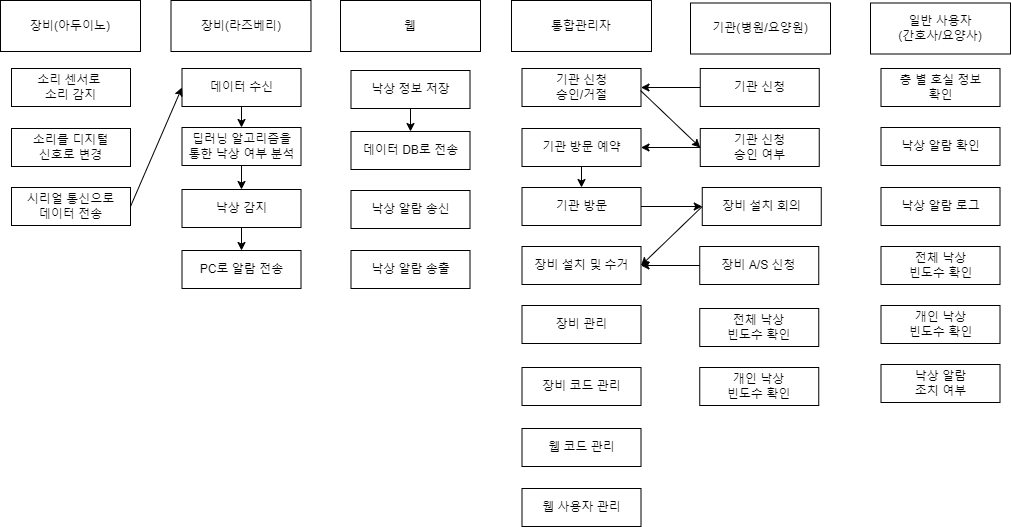 장비(아두이노)
소리 센서로
소리 감지
소리를 디지털
신호로 변경
시리얼 통신으로
데이터 전송
장비(라즈베리)
데이터 수신
딥러닝 알고리즘을
통한 낙상 여부 분석
낙상 감지
PC로 알람 전송
웹
낙상 정보 저장
데이터 DB로 전송
낙상 알람 송신
낙상 알람 송출
통합관리자
기관 신청
승인/거절
기관 방문 예약
기관 방문
장비 설치 및 수거
장비 관리
장비 코드 관리
웹 코드 관리
웹 사용자 관리
기관(병원/요양원)
기관 신청
기관 신청
승인 여부
장비 설치 회의
장비 A/S 신청
전체 낙상
빈도수 확인
개인 낙상
빈도수 확인
일반 사용자
(간호사/요양사)
층 별 호실 정보
확인
낙상 알람 확인
낙상 알람 로그
전체 낙상
빈도수 확인
개인 낙상
빈도수 확인
낙상 알람
조치 여부